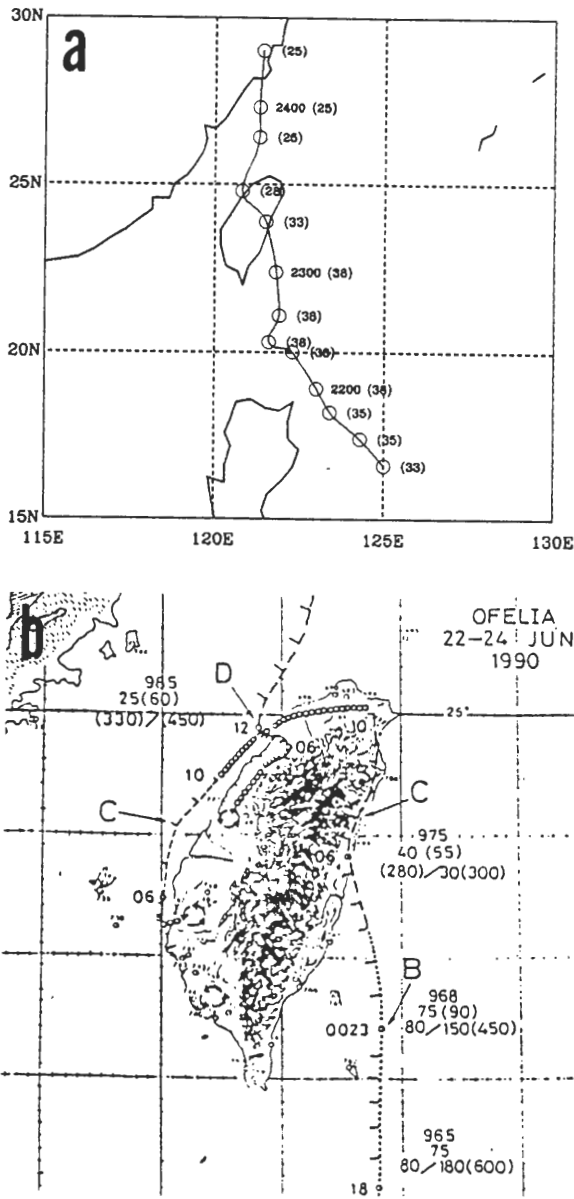 a
30N
(25)
2400 (25)
(26)
25N
(28)
(33)
2300 (38)
(38)
(38)
20N
(38)
2200 (38)
(35)
(35)
(33)
15N
115E
120E
125E
130E
b
OFELIA
22-24 JUN
1990
985
25(60)
(330)/(450)
D
12
25°
10
06
10
C
C
975
40 (55)
(280)/30(300)
06
06
B
968
75(90)
80/150(450)
0023
965
75
80/180(600)
18